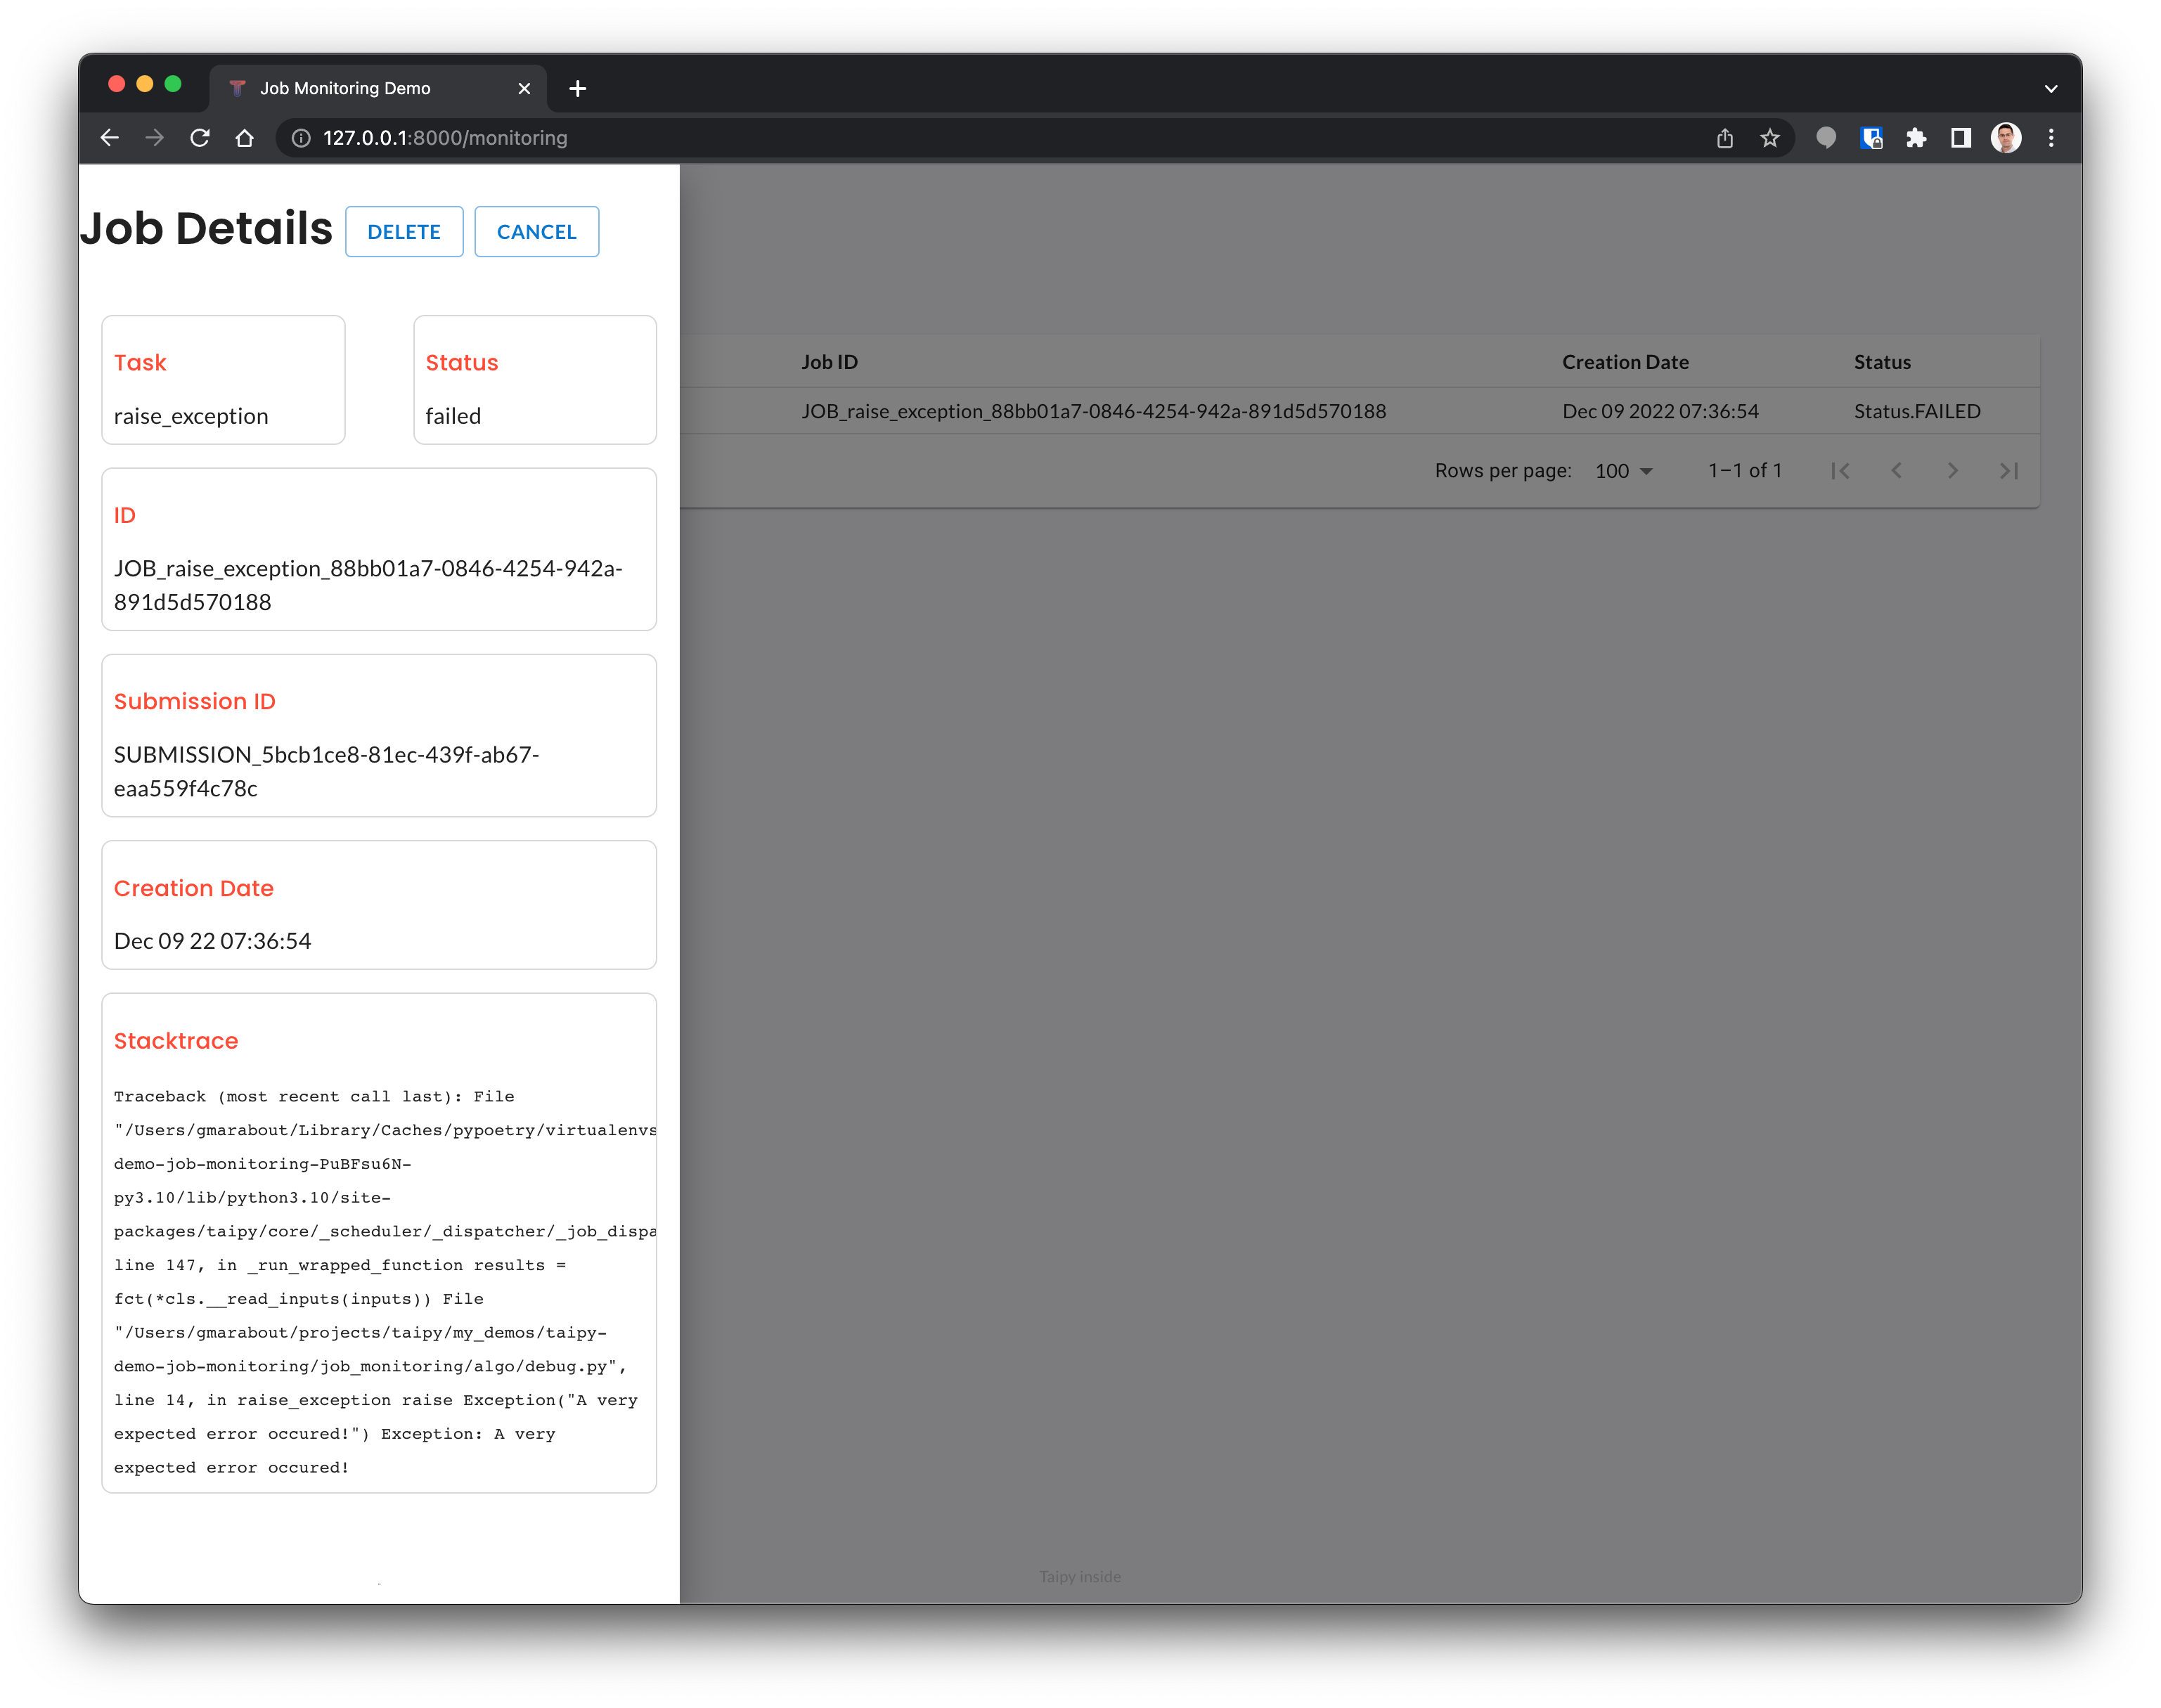 Job Monitoring Demo
127.0.0.1:8000/monitoring
Job Details DELETE CANCEL
Task
raise_exception
Status
failed
ID
JOB_raise_exception_88bb01a7-0846-4254-942a-
891d5d570188
Submission ID
SUBMISSION_5bcb1ce8-81ec-439f-ab67-
eaa559f4c78c
Creation Date
Dec 09 22 07:36:54
Stacktrace
Traceback (most recent call last): File
"/Users/gmarabout/Library/Caches/pypoetry/virtualenvs
demo-job-monitoring-PuBFsu6N-
py3.10/lib/python3.10/site-
packages/taipy/core/_scheduler/_dispatcher/_job_dispa
line 147, in _run_wrapped_function results =
fct(*cls.__read_inputs(inputs)) File
"/Users/gmarabout/projects/taipy/my_demos/taipy-
demo-job-monitoring/job_monitoring/algo/debug.py",
line 14, in raise_exception raise Exception("A very
expected error occured!") Exception: A very
expected error occured!
Job ID Creation Date Status
JOB_raise_exception_88bb01a7-0846-4254-942a-891d5d570188 Dec 09 2022 07:36:54 Status.FAILED
Rows per page: 100 1–1 of 1
Taipy inside